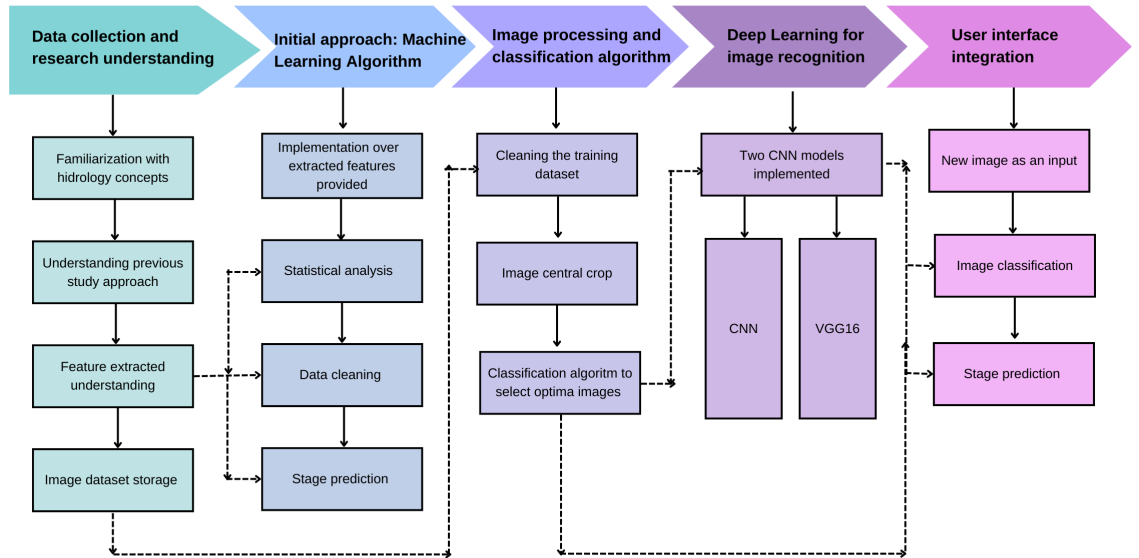 Data collection and
research understanding
Initial approach: Machine
Learning Algorithm
Image processing and
classification algorithm
Deep Learning for
image recognition
User interface
integration
Familiarization with
hidrology concepts
Understanding previous
study approach
Feature extracted
understanding
Image dataset storage
Implementation over
extracted features
provided
Statistical analysis
Data cleaning
Stage prediction
Cleaning the training
dataset
Image central crop
Classification algoritm to
select optima images
Two CNN models
implemented
CNN
VGG16
New image as an input
Image classification
Stage prediction